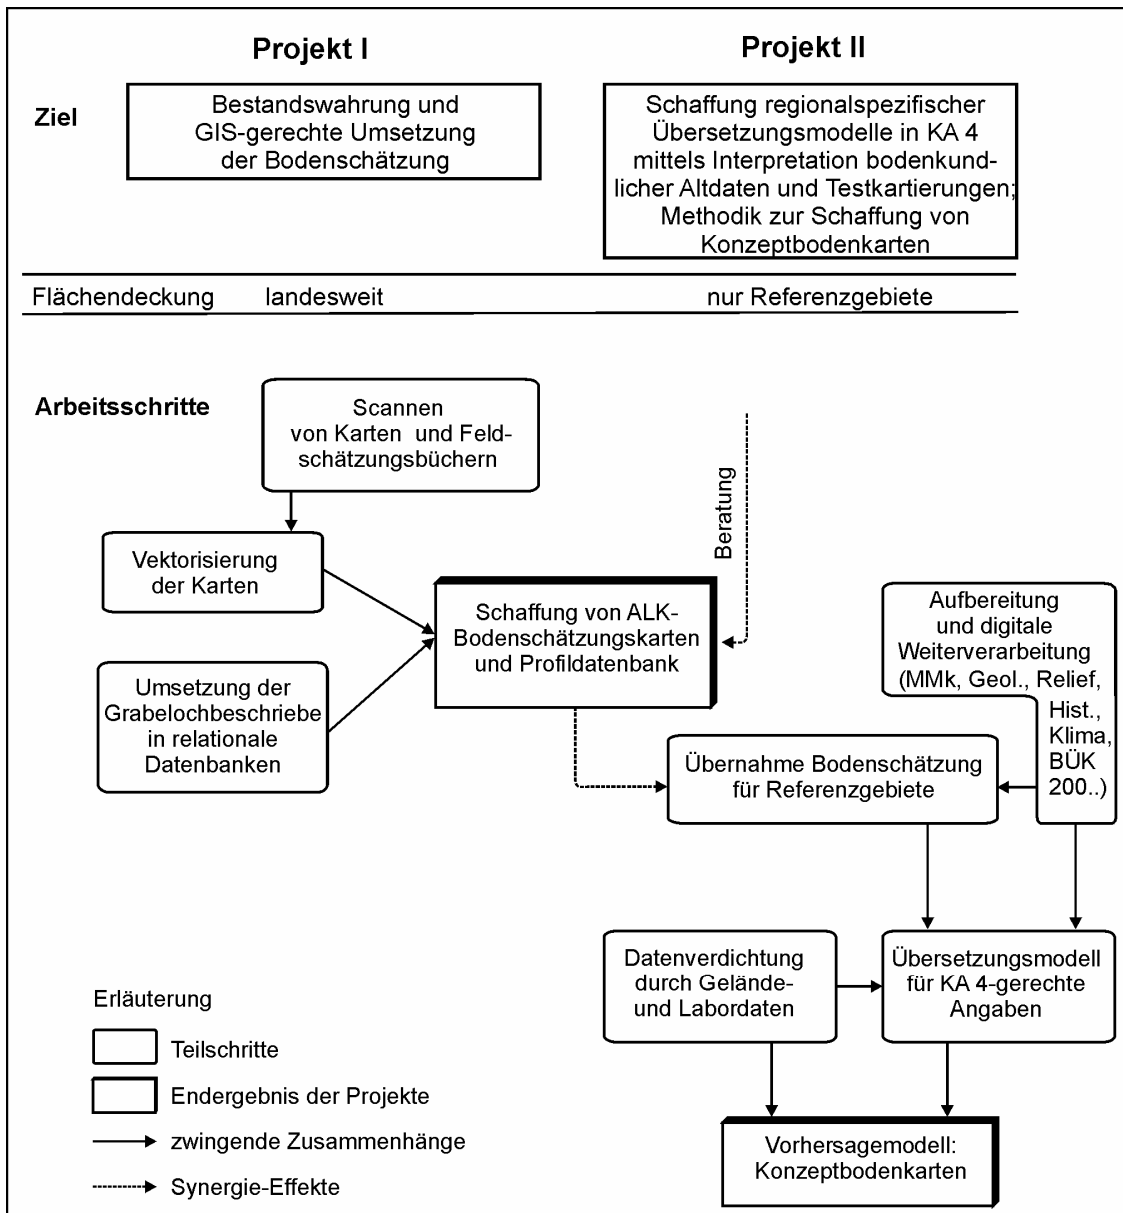 Projekt I
Projekt II
Ziel
Bestandswahrung und
GIS-gerechte Umsetzung
der Bodenschätzung
Schaffung regionalspezifischer
Übersetzungsmodelle in KA 4
mittels Interpretation bodenkund-
licher Altdaten und Testkartierungen;
Methodik zur Schaffung von
Konzeptbodenkarten
Flächendeckung
landesweit
nur Referenzgebiete
Arbeitsschritte
Scannen
von Karten und Feld-
schätzungsbüchern
Beratung
Vektorisierung
der Karten
Schaffung von ALK-
Bodenschätzungskarten
und Profildatenbank
Aufbereitung
und digitale
Weiterverarbeitung
(MMk, Geol., Relief,
Hist.,
Klima,
BÜK
200..)
Umsetzung der
Grabelochbeschriebe
in relationale
Datenbanken
Übernahme Bodenschätzung
für Referenzgebiete
Datenverdichtung
durch Gelände-
und Labordaten
Übersetzungsmodell
für KA 4-gerechte
Angaben
Vorhersagemodell:
Konzeptbodenkarten
Erläuterung
Teilschritte
Endergebnis der Projekte
zwingende Zusammenhänge
Synergie-Effekte